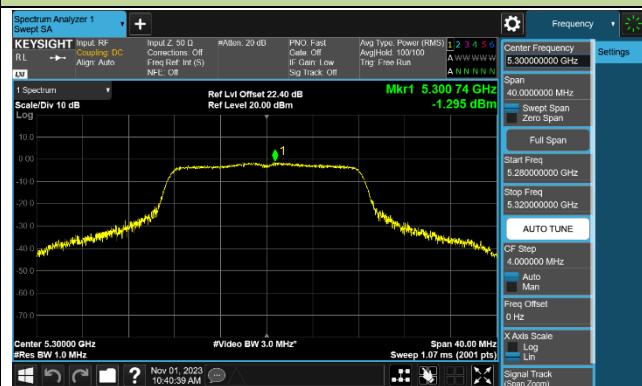 Spectrum Analyzer 1
Swept SA
+
Frequency
KEYSIGHT Input: RF Input Z: 50 Ω #Atten: 20 dB PNO: Fast Avg Type: Power (RMS) 1 2 3 4 5 6
RL Coupling: DC Corrections: Off Gate: Off Avg|Hold: 100/100 A W W W W W
Align: Auto Freq Ref: Int (S) IF Gain: Low Trig: Free Run
LXI NFE: Off Sig Track: Off A N N N N N
1 Spectrum Ref Lvl Offset 22.40 dB Mkr1 5.300 74 GHz
Scale/Div 10 dB Ref Level 20.00 dBm -1.295 dBm
Log
10.0
0.00
-10.0
-20.0
-30.0
-40.0
-50.0
-60.0
-70.0
1
Center 5.30000 GHz #Video BW 3.0 MHz* Span 40.00 MHz
#Res BW 1.0 MHz Sweep 1.07 ms (2001 pts)
Nov 01, 2023
10:40:39 AM
Center Frequency
5.300000000 GHz
Settings
Span
40.0000000 MHz
Swept Span
Zero Span
Full Span
Start Freq
5.280000000 GHz
Stop Freq
5.320000000 GHz
AUTO TUNE
CF Step
4.000000 MHz
Auto
Man
Freq Offset
0 Hz
X Axis Scale
Log
Lin
Signal Track
(Span Zoom)